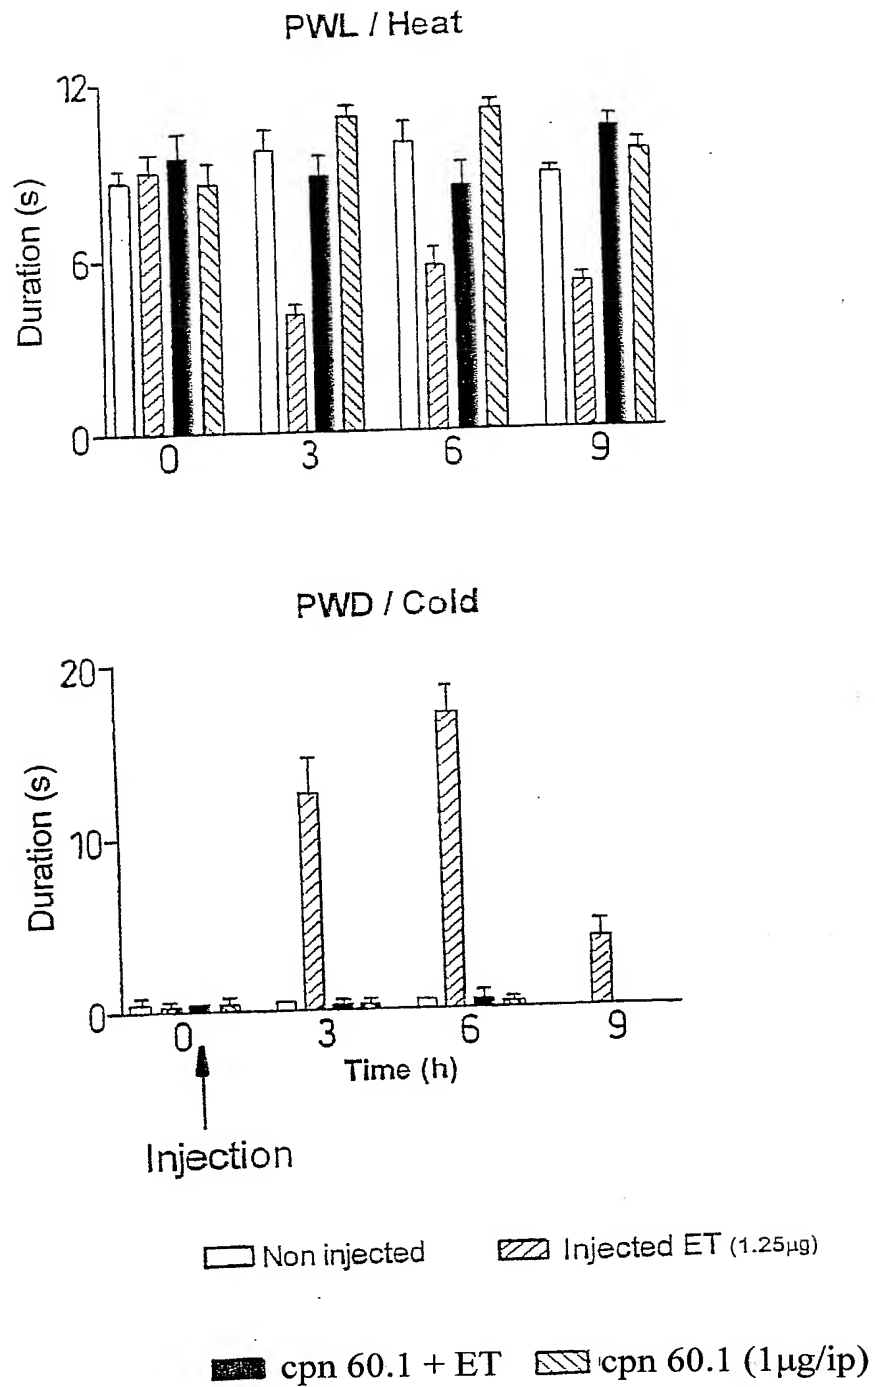 PWL / Heat
12
6
0
Duration (s)
0 3 6 9
PWD / Cold
20
10
0
Duration (s)
0 3 6 9
Time (h)
Injection
Non injected Injected ET (1.25µg)
cpn 60.1 + ET cpn 60.1 (1µg/ip)